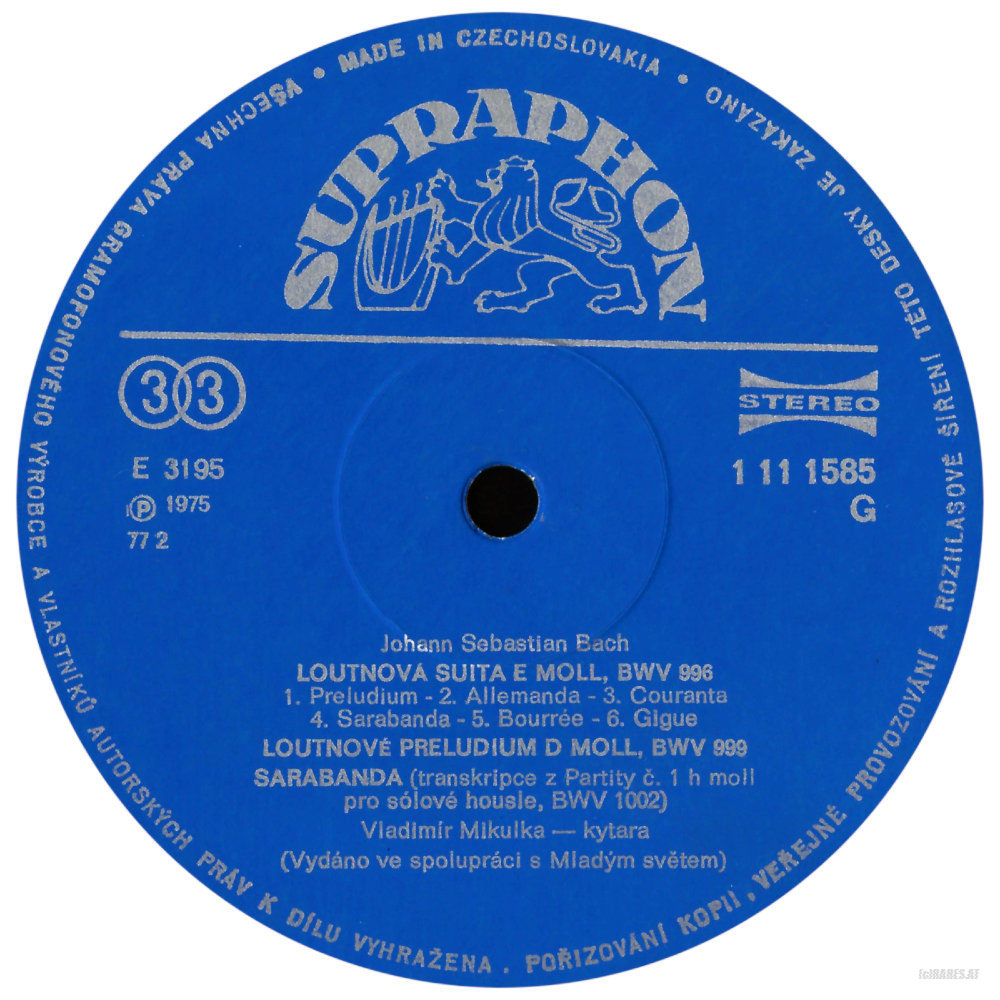 VŠECHNA PRÁVA GRAMOFONOVÉHO VÝROBCE A VLASTNÍKŮ AUTORSKÝCH PRÁV K DÍLU VYHRAŽENA . POŘIZOVÁNÍ KOPIÍ, VEŘEJNÉ PROVOZOVÁNÍ A ROZHLASOVÉ ŠÍŘENÍ TÉTO DESKY JE ZAKÁZÁNO
• MADE IN CZECHOSLOVAKIA •
SUPRAPHON
33
STEREO
E 3195
1 11 1585
℗ 1975
G
77 2
Johann Sebastian Bach
LOUTNOVÁ SUITA E MOLL, BWV 996
1. Preludium - 2. Allemanda - 3. Couranta
4. Sarabanda - 5. Bourrée - 6. Gigue
LOUTNOVÉ PRELUDIUM D MOLL, BWV 999
SARABANDA (transkripce z Partity č. 1 h moll
pro sólové housle, BWV 1002)
Vladimír Mikulka — kytara
(Vydáno ve spolupráci s Mladým světem)
(c)BABES.AT